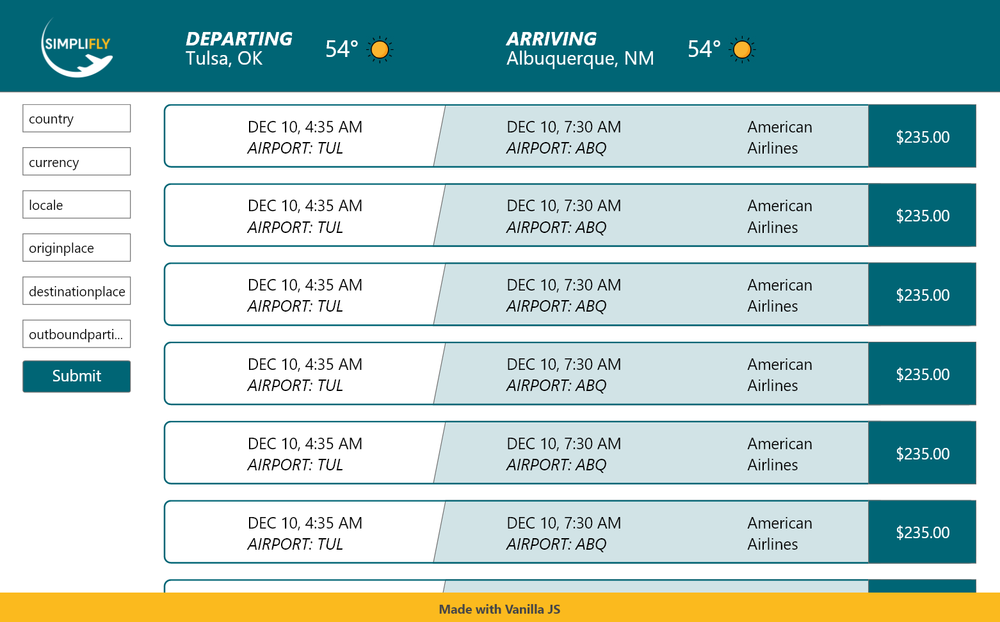 SIMPLIFLY
DEPARTING
Tulsa, OK
54°
ARRIVING
Albuquerque, NM
54°
country
currency
locale
originplace
destinationplace
outboundparti...
Submit
DEC 10, 4:35 AM
AIRPORT: TUL
DEC 10, 7:30 AM
AIRPORT: ABQ
American
Airlines
$235.00
DEC 10, 4:35 AM
AIRPORT: TUL
DEC 10, 7:30 AM
AIRPORT: ABQ
American
Airlines
$235.00
DEC 10, 4:35 AM
AIRPORT: TUL
DEC 10, 7:30 AM
AIRPORT: ABQ
American
Airlines
$235.00
DEC 10, 4:35 AM
AIRPORT: TUL
DEC 10, 7:30 AM
AIRPORT: ABQ
American
Airlines
$235.00
DEC 10, 4:35 AM
AIRPORT: TUL
DEC 10, 7:30 AM
AIRPORT: ABQ
American
Airlines
$235.00
DEC 10, 4:35 AM
AIRPORT: TUL
DEC 10, 7:30 AM
AIRPORT: ABQ
American
Airlines
$235.00
Made with Vanilla JS